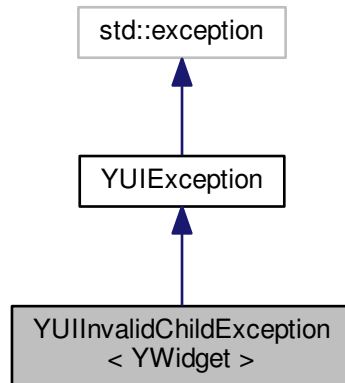 std::exception
YUIException
YUIInvalidChildException
< YWidget >